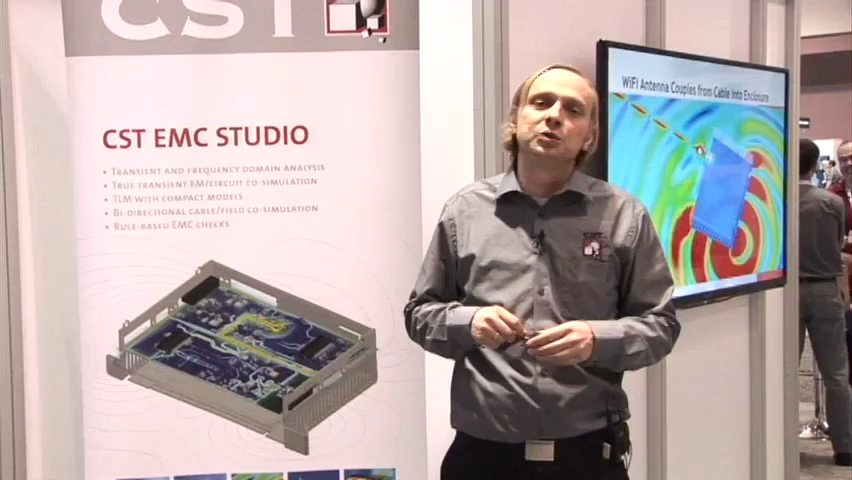 CST
CST EMC STUDIO
• TRANSIENT AND FREQUENCY DOMAIN ANALYSIS
• TRUE TRANSIENT EM/CIRCUIT CO-SIMULATION
• TLM WITH COMPACT MODELS
• BI-DIRECTIONAL CABLE/FIELD CO-SIMULATION
• RULE-BASED EMC CHECKS
WiFi Antenna Couples from Cable into Enclosure
CST